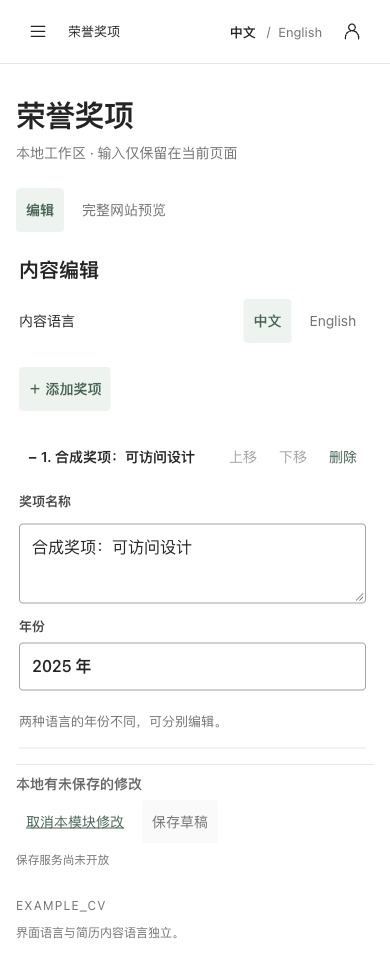 荣誉奖项 中文 / English
荣誉奖项
本地工作区 · 输入仅保留在当前页面
编辑 完整网站预览
内容编辑
内容语言 中文 English
+ 添加奖项
– 1. 合成奖项：可访问设计 上移 下移 删除
奖项名称
合成奖项：可访问设计
年份
2025 年
两种语言的年份不同，可分别编辑。
本地有未保存的修改
取消本模块修改 保存草稿
保存服务尚未开放
EXAMPLE_CV
界面语言与简历内容语言独立。